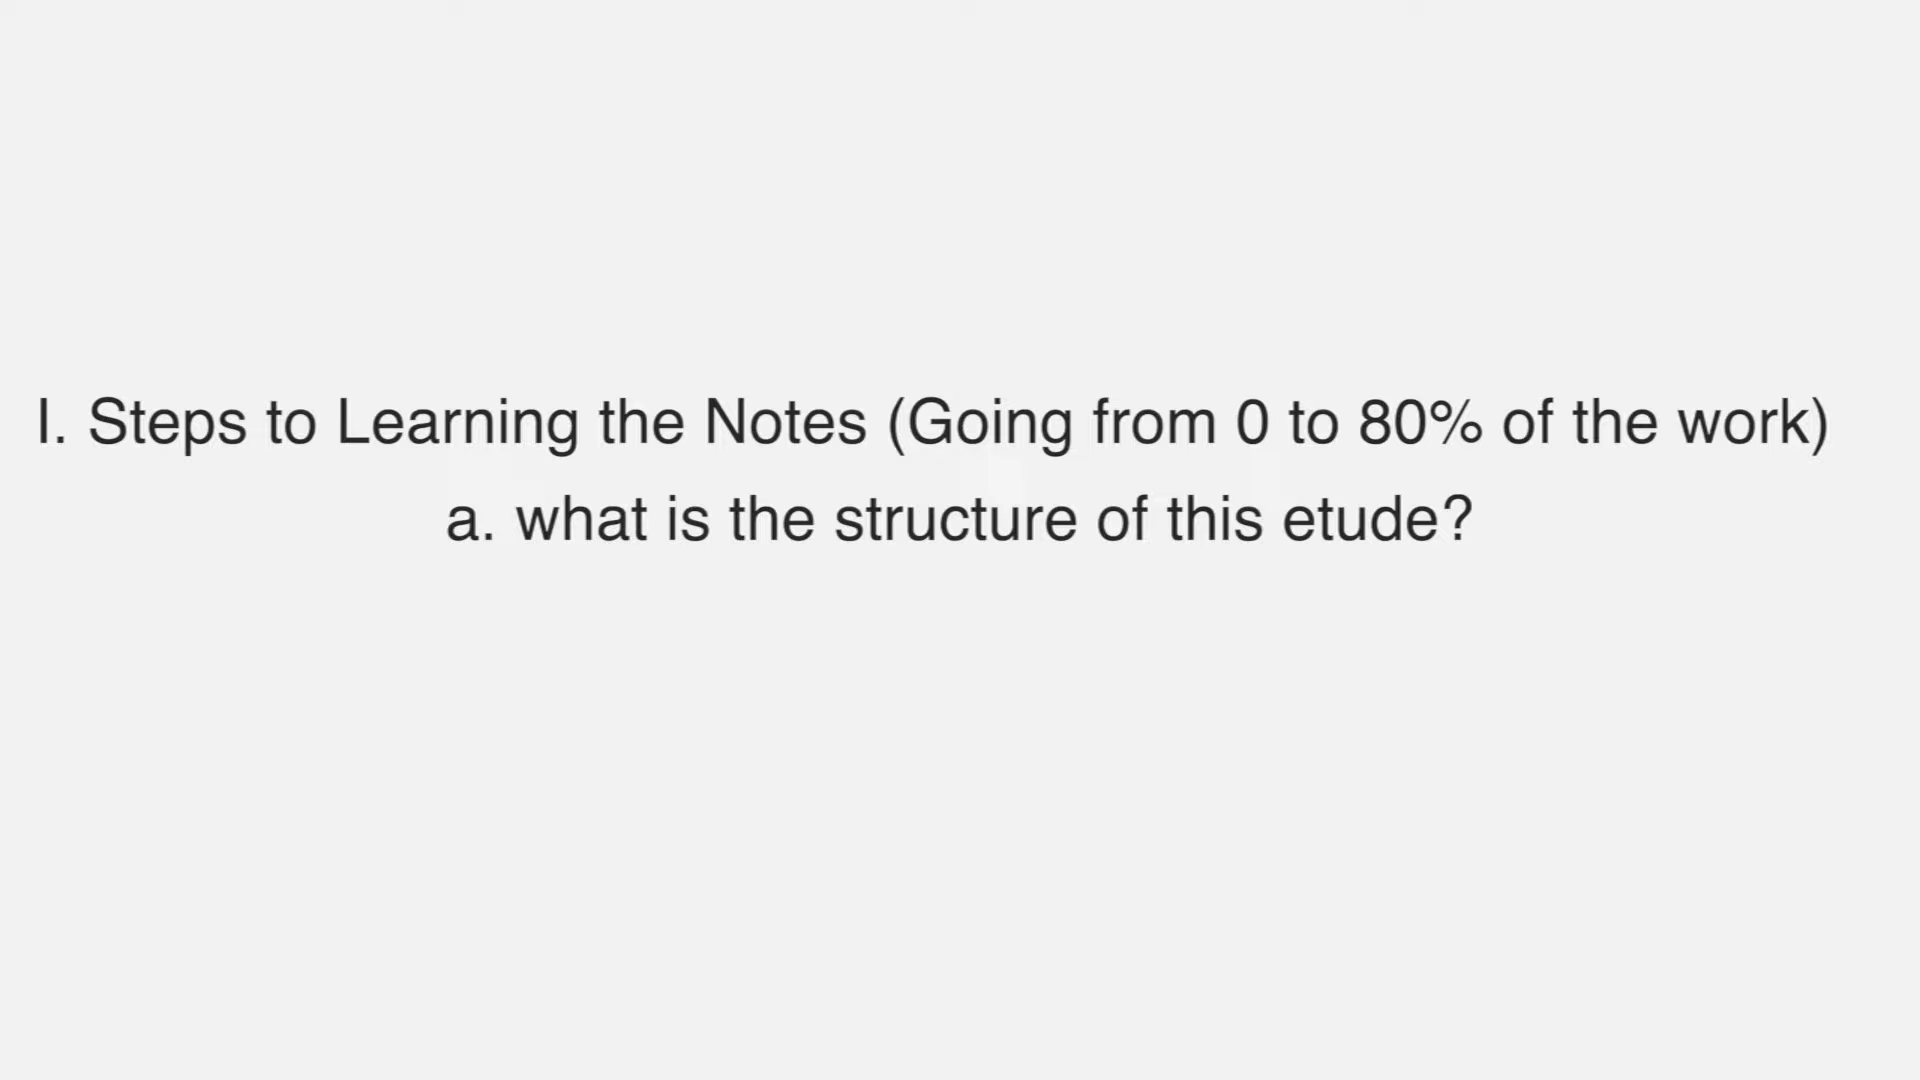 I. Steps to Learning the Notes (Going from 0 to 80% of the work)
a. what is the structure of this etude?